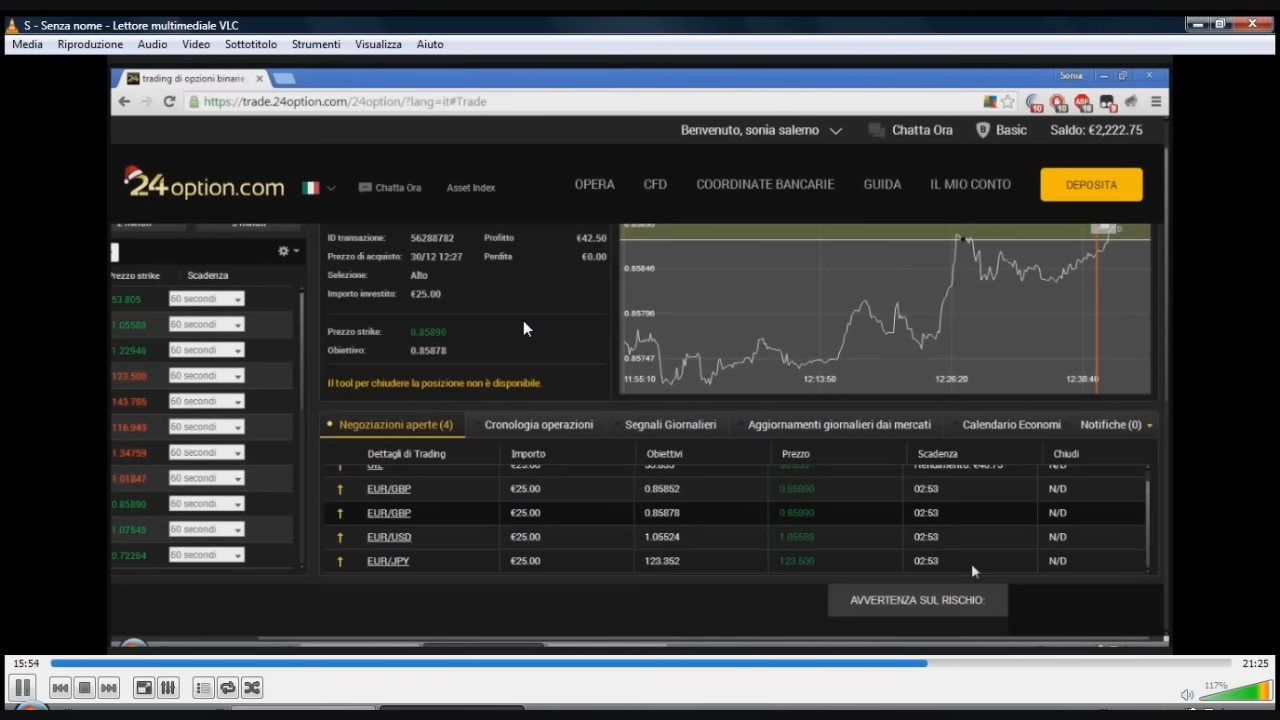 S - Senza nome - Lettore multimediale VLC
Media Riproduzione Audio Video Sottotitolo Strumenti Visualizza Aiuto
24 trading di opzioni binarie Sonia
https://trade.24option.com/24option/?lang=it#Trade 10 10 ABP
Benvenuto, sonia salerno Chatta Ora B Basic Saldo: €2,222.75
24option.com Chatta Ora Asset Index OPERA CFD COORDINATE BANCARIE GUIDA IL MIO CONTO DEPOSITA
ID transazione: 56288782 Profitto €42.50
Prezzo di acquisto: 30/12 12:27 Perdita €0.00
Selezione: Alto
Importo investito: €25.00
Prezzo strike: 0.85890
Obiettivo: 0.85878
Il tool per chiudere la posizione non è disponibile.
0.85846
0.85796
0.85747
11:55:10 12:13:50 12:26:20 12:38:40
Prezzo strike Scadenza
53.805 60 secondi
1.05588 60 secondi
1.22946 60 secondi
123.500 60 secondi
143.785 60 secondi
116.943 60 secondi
1.34759 60 secondi
1.01847 60 secondi
0.85890 60 secondi
1.07548 60 secondi
0.72264 60 secondi
Negoziazioni aperte (4) Cronologia operazioni Segnali Giornalieri Aggiornamenti giornalieri dai mercati Calendario Economi Notifiche (0)
Dettagli di Trading Importo Obiettivi Prezzo Scadenza Chiudi
EUR/GBP €25.00 0.85852 0.85890 02:53 N/D
EUR/GBP €25.00 0.85878 0.85890 02:53 N/D
EUR/USD €25.00 1.05524 1.05588 02:53 N/D
EUR/JPY €25.00 123.352 123.500 02:53 N/D
AVVERTENZA SUL RISCHIO:
15:54 21:25
117%